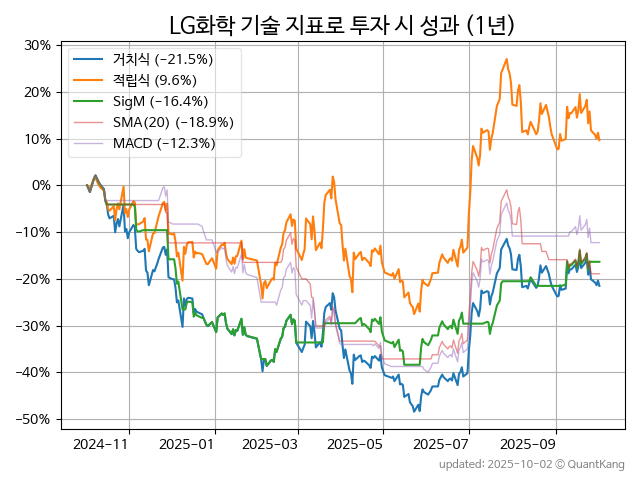 LG화학 기술 지표로 투자 시 성과 (1년)
30%
20%
10%
0%
−10%
−20%
−30%
−40%
−50%
거치식 (−21.5%)
적립식 (9.6%)
SigM (−16.4%)
SMA(20) (−18.9%)
MACD (−12.3%)
2024-11 2025-01 2025-03 2025-05 2025-07 2025-09
updated: 2025-10-02 © QuantKang